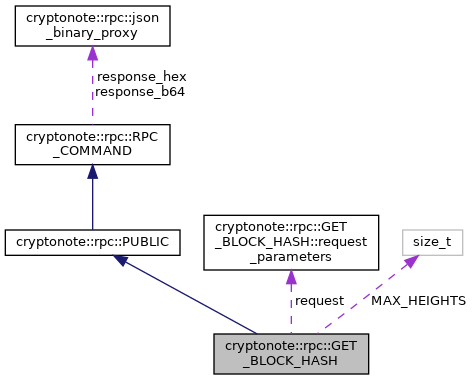 cryptonote::rpc::json
_binary_proxy
response_hex
response_b64
cryptonote::rpc::RPC
_COMMAND
cryptonote::rpc::PUBLIC
cryptonote::rpc::GET
_BLOCK_HASH::request
_parameters
size_t
request
MAX_HEIGHTS
cryptonote::rpc::GET
_BLOCK_HASH